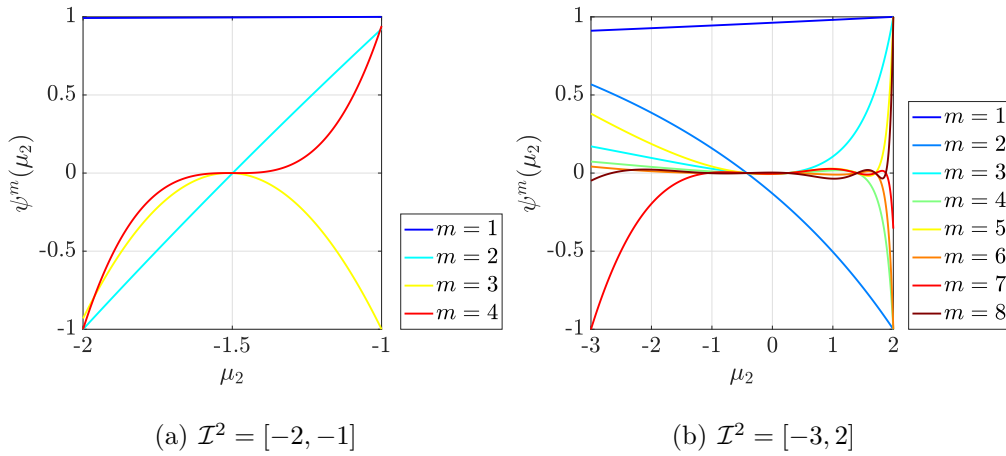 1
0.5
0
-0.5
-1
-2
-1.5
-1
ψ^m(μ_2)
μ_2
m = 1
m = 2
m = 3
m = 4
(a) I^2 = [−2, −1]
1
0.5
0
-0.5
-1
-3
-2
-1
0
1
2
ψ^m(μ_2)
μ_2
m = 1
m = 2
m = 3
m = 4
m = 5
m = 6
m = 7
m = 8
(b) I^2 = [−3, 2]